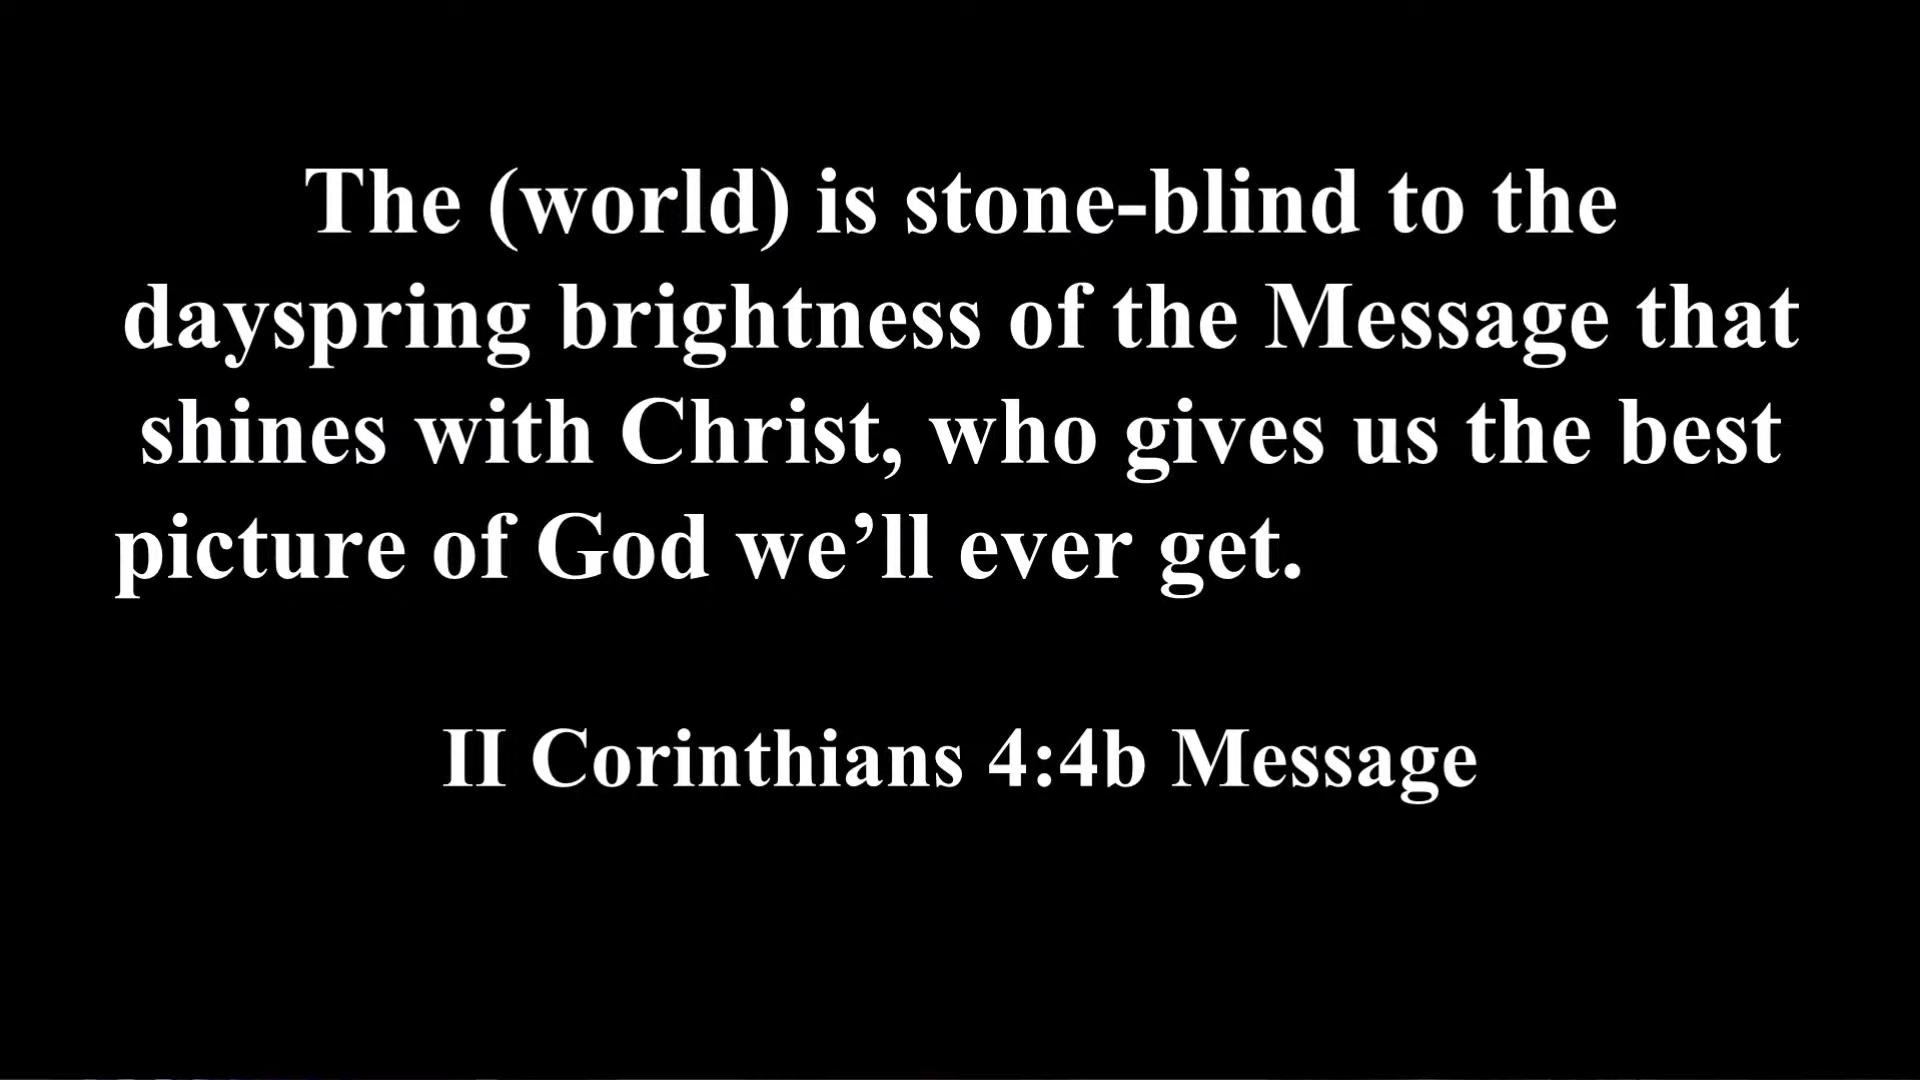 The (world) is stone-blind to the
dayspring brightness of the Message that
shines with Christ, who gives us the best
picture of God we’ll ever get.
II Corinthians 4:4b Message